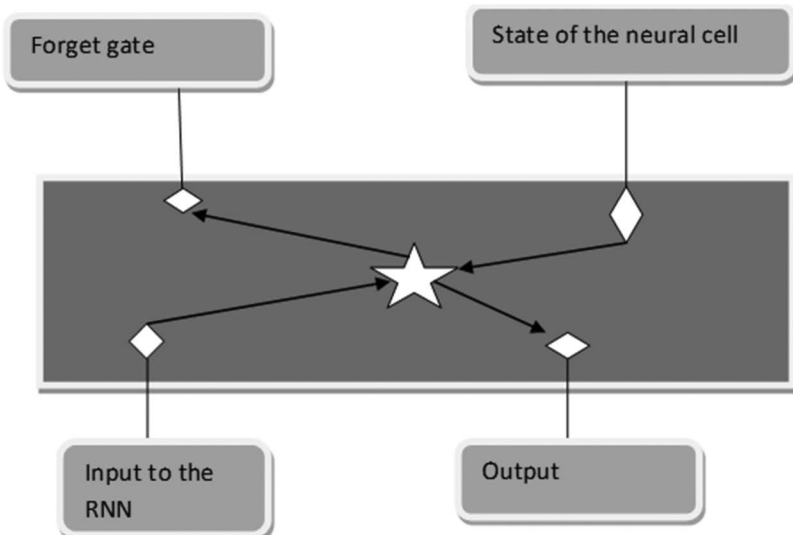 Forget gate
State of the neural cell
Input to the
RNN
Output